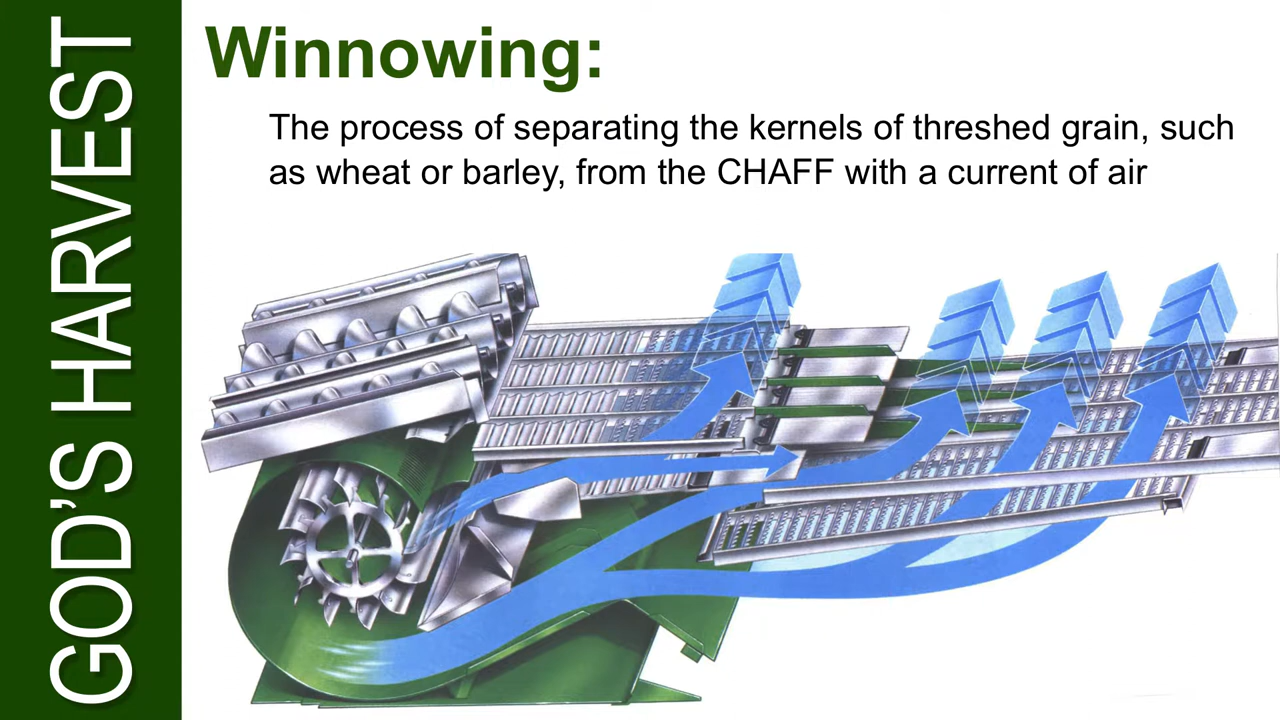 GOD'S HARVEST
Winnowing:
The process of separating the kernels of threshed grain, such
as wheat or barley, from the CHAFF with a current of air